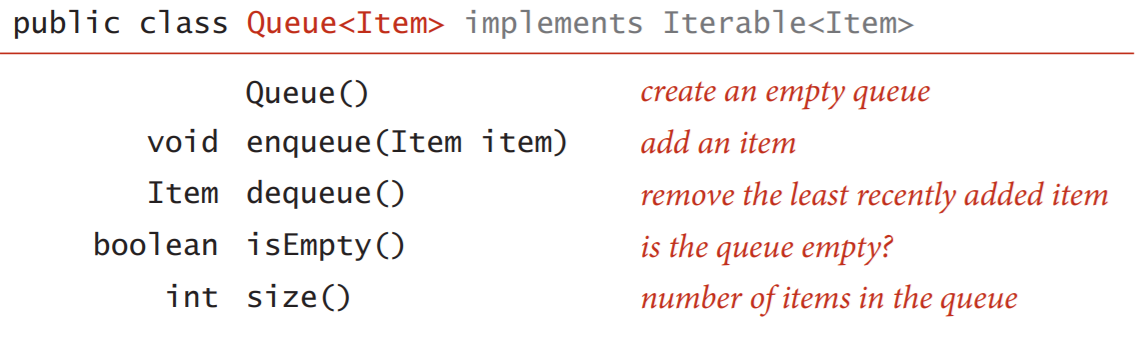 public class Queue<Item> implements Iterable<Item>
Queue() create an empty queue
void enqueue(Item item) add an item
Item dequeue() remove the least recently added item
boolean isEmpty() is the queue empty?
int size() number of items in the queue